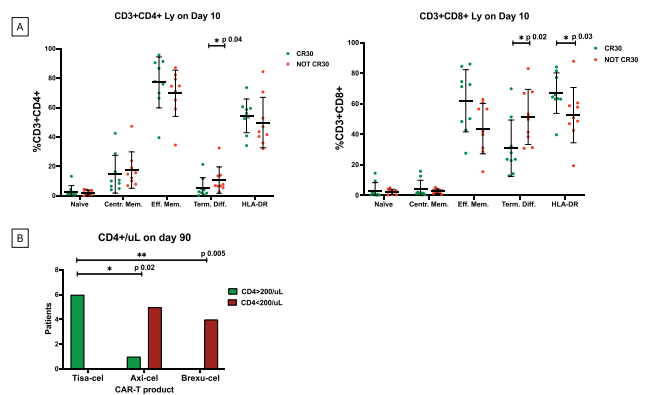 A
CD3+CD4+ Ly on Day 10
* p 0.04
CR30
NOT CR30
%CD3+CD4+
100
80
60
40
20
0
Naïve Centr. Mem. Eff. Mem. Term. Diff. HLA-DR
CD3+CD8+ Ly on Day 10
* p 0.02
* p 0.03
CR30
NOT CR30
%CD3+CD8+
100
80
60
40
20
0
Naïve Centr. Mem. Eff. Mem. Term. Diff. HLA-DR
B
CD4+/uL on day 90
** p 0.005
* p 0.02
CD4>200/uL
CD4<200/uL
Patients
8
6
4
2
0
Tisa-cel Axi-cel Brexu-cel
CAR-T product